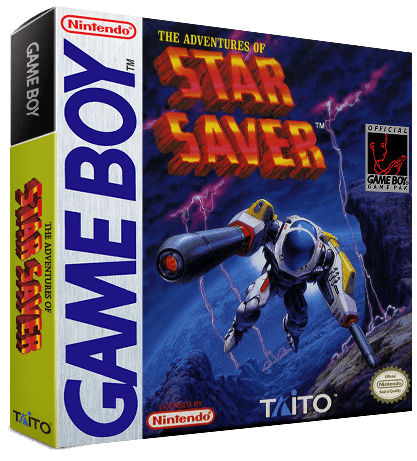 GAME BOY
THE ADVENTURES OF
STAR SAVER
TAITO
Nintendo
GAME BOY
TM
THE ADVENTURES OF
STAR
SAVER
TM
OFFICIAL
GAME BOY
GAME PAK
LICENSED BY
Nintendo
TAITO
Official
Nintendo
Seal of Quality